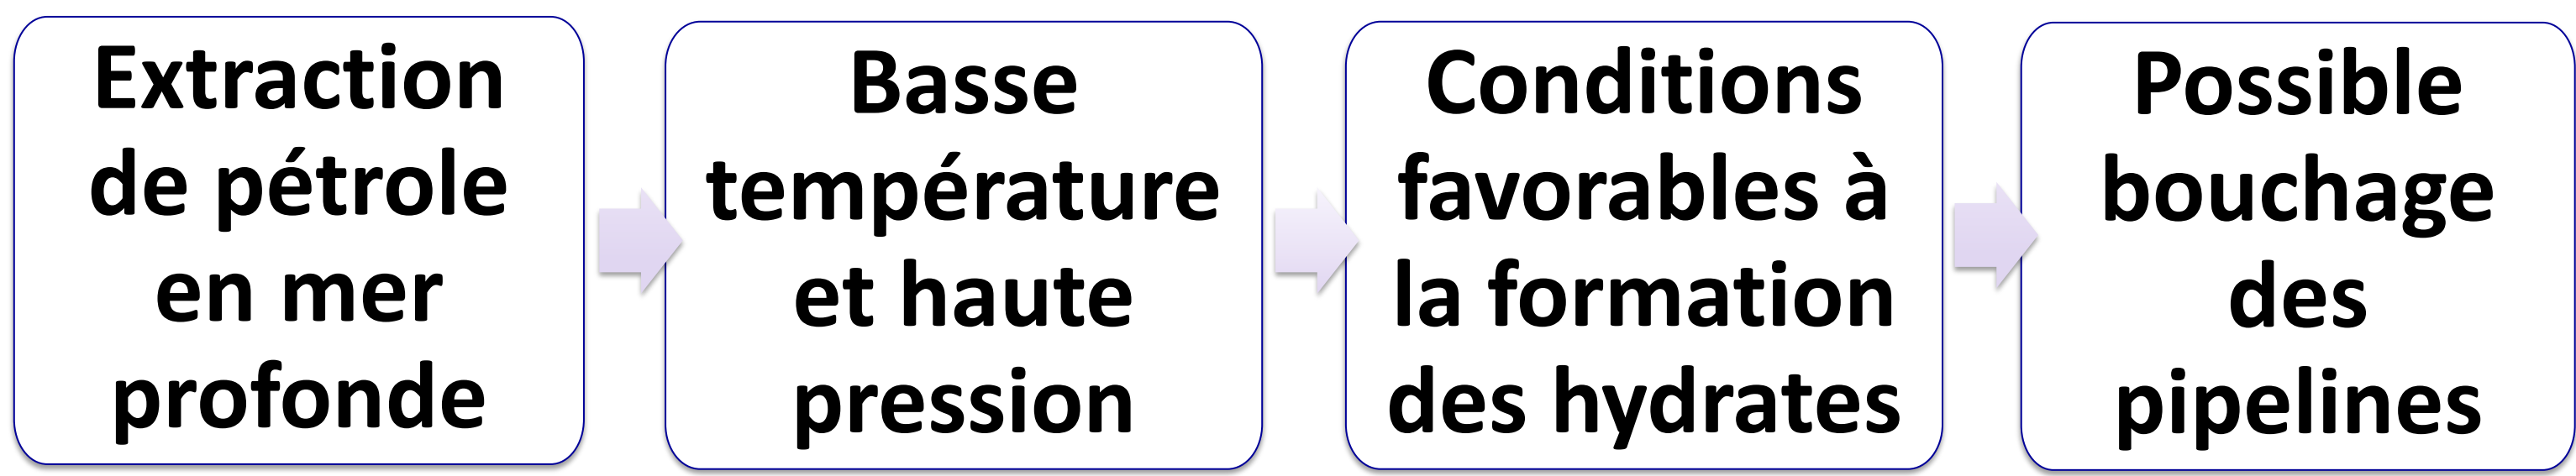 Extraction
de pétrole
en mer
profonde
Basse
température
et haute
pression
Conditions
favorables à
la formation
des hydrates
Possible
bouchage
des
pipelines